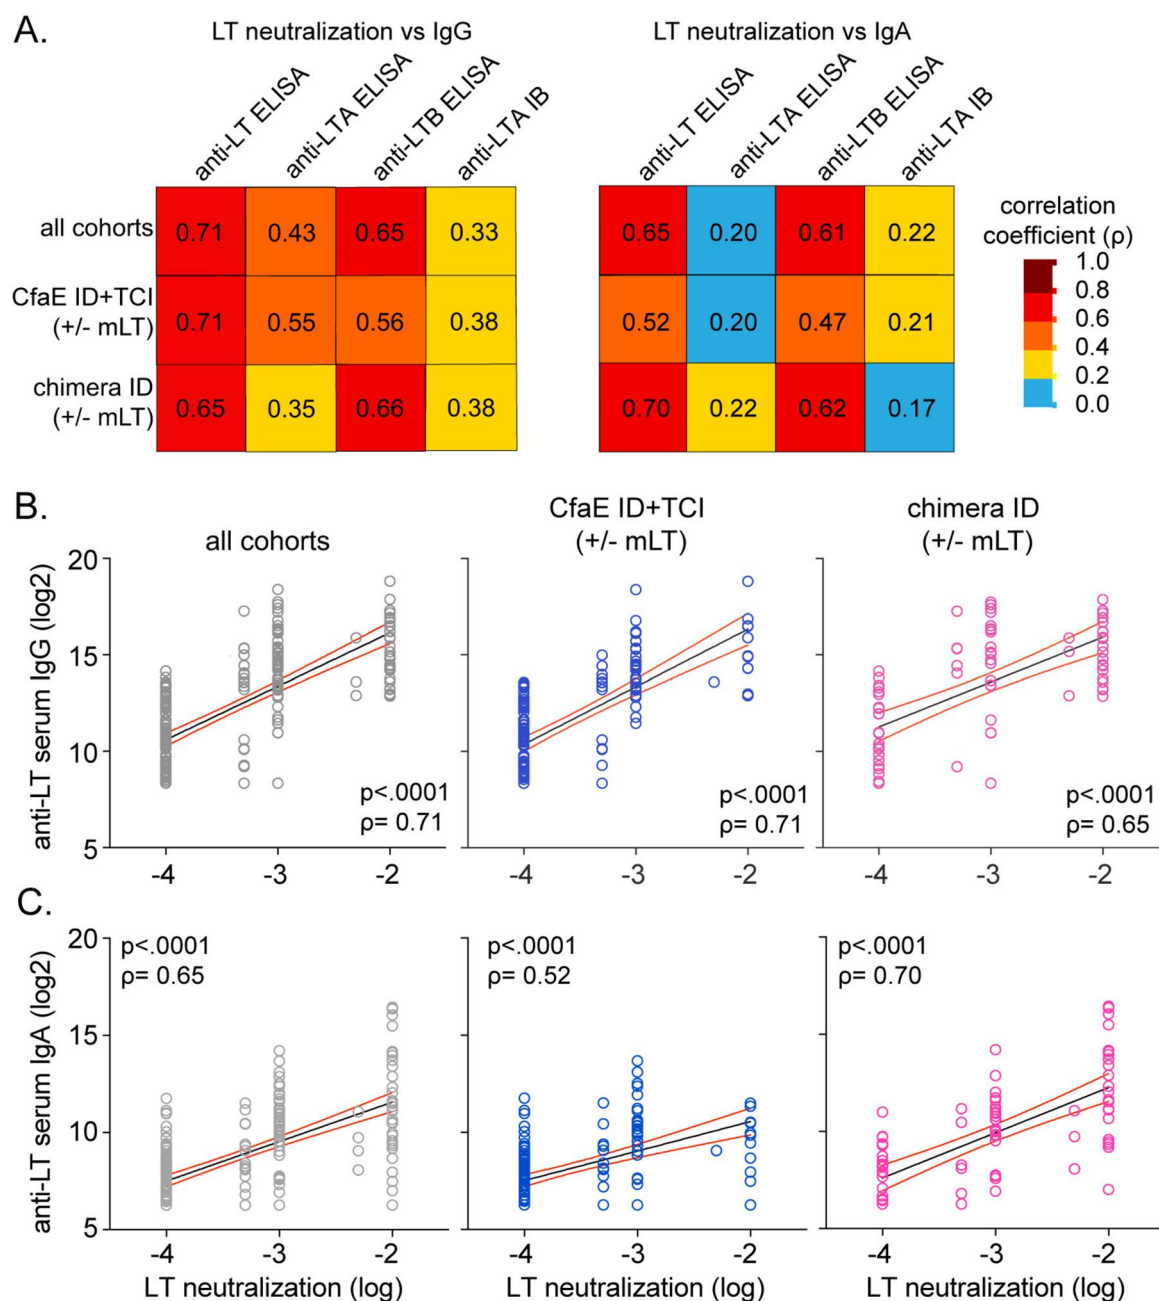 A.
LT neutralization vs IgG
LT neutralization vs IgA
anti-LT ELISA
anti-LTA ELISA
anti-LTB ELISA
anti-LTA IB
anti-LT ELISA
anti-LTA ELISA
anti-LTB ELISA
anti-LTA IB
all cohorts
0.71 0.43 0.65 0.33
0.65 0.20 0.61 0.22
CfaE ID+TCI
(+/- mLT)
0.71 0.55 0.56 0.38
0.52 0.20 0.47 0.21
chimera ID
(+/- mLT)
0.65 0.35 0.66 0.38
0.70 0.22 0.62 0.17
correlation
coefficient (ρ)
1.0
0.8
0.6
0.4
0.2
0.0
B.
all cohorts
CfaE ID+TCI
(+/- mLT)
chimera ID
(+/- mLT)
anti-LT serum IgG (log2)
20
15
10
5
p<.0001
ρ= 0.71
p<.0001
ρ= 0.71
p<.0001
ρ= 0.65
-4 -3 -2
-4 -3 -2
-4 -3 -2
C.
anti-LT serum IgA (log2)
20
15
10
5
p<.0001
ρ= 0.65
p<.0001
ρ= 0.52
p<.0001
ρ= 0.70
-4 -3 -2
-4 -3 -2
-4 -3 -2
LT neutralization (log)
LT neutralization (log)
LT neutralization (log)